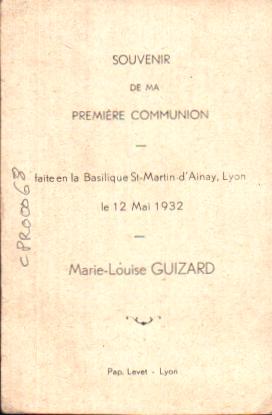 SOUVENIR
DE MA
PREMIÈRE COMMUNION
faite en la Basilique St-Martin-d'Ainay, Lyon
le 12 Mai 1932
Marie-Louise GUIZARD
Pap. Levet - Lyon
CPR00068